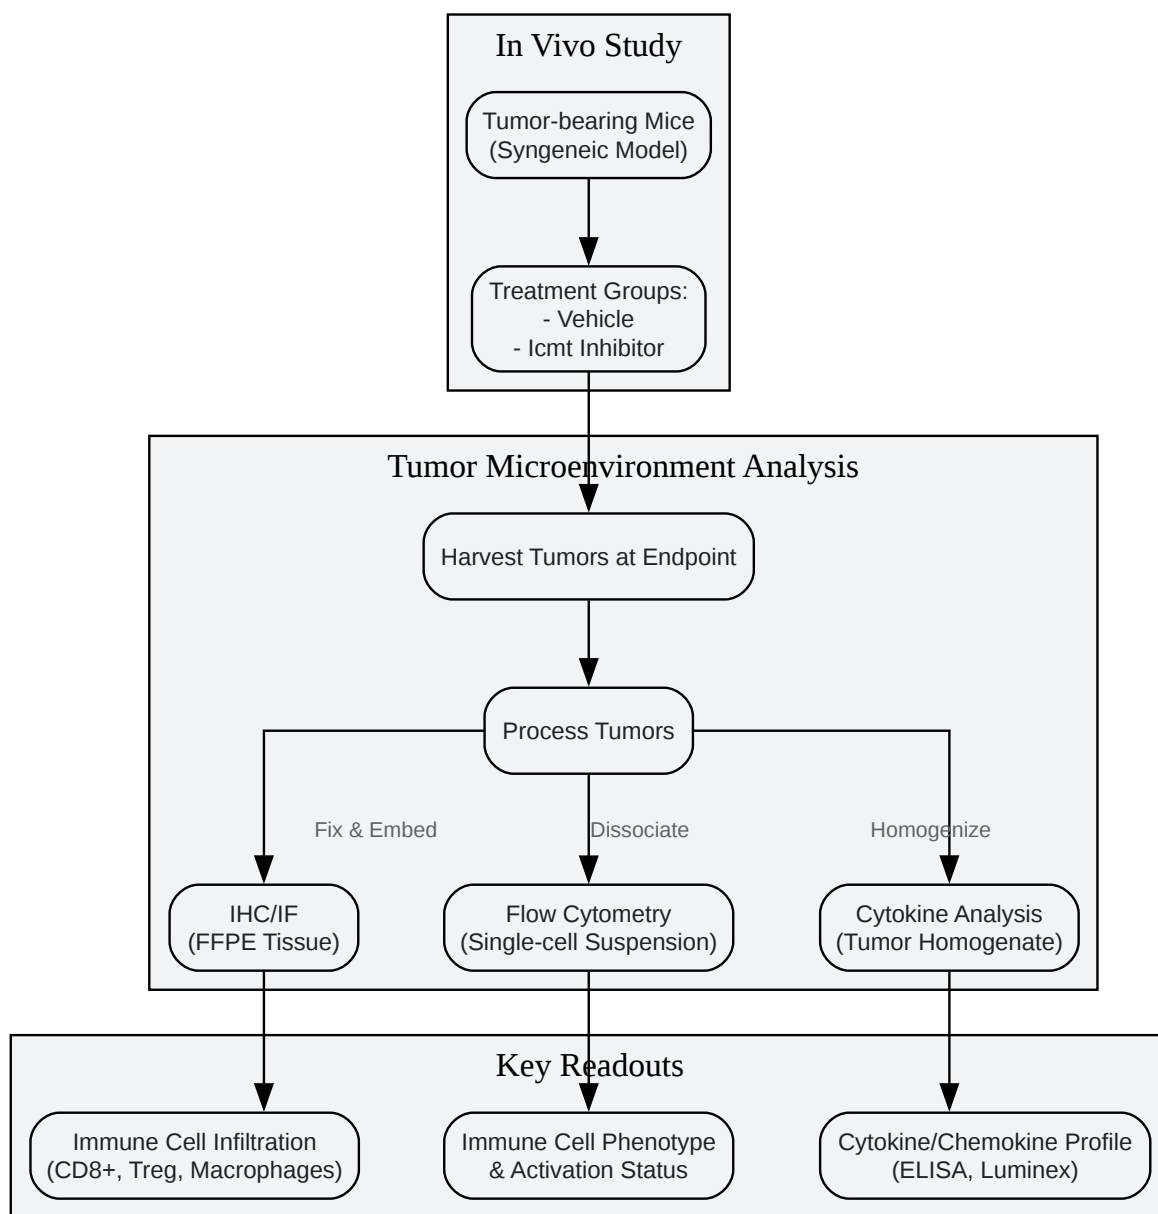 In Vivo Study
Tumor-bearing Mice
(Syngeneic Model)
Treatment Groups:
- Vehicle
- Icmt Inhibitor
Tumor Microenvironment Analysis
Harvest Tumors at Endpoint
Process Tumors
Fix & Embed
Dissociate
Homogenize
IHC/IF
(FFPE Tissue)
Flow Cytometry
(Single-cell Suspension)
Cytokine Analysis
(Tumor Homogenate)
Key Readouts
Immune Cell Infiltration
(CD8+, Treg, Macrophages)
Immune Cell Phenotype
& Activation Status
Cytokine/Chemokine Profile
(ELISA, Luminex)